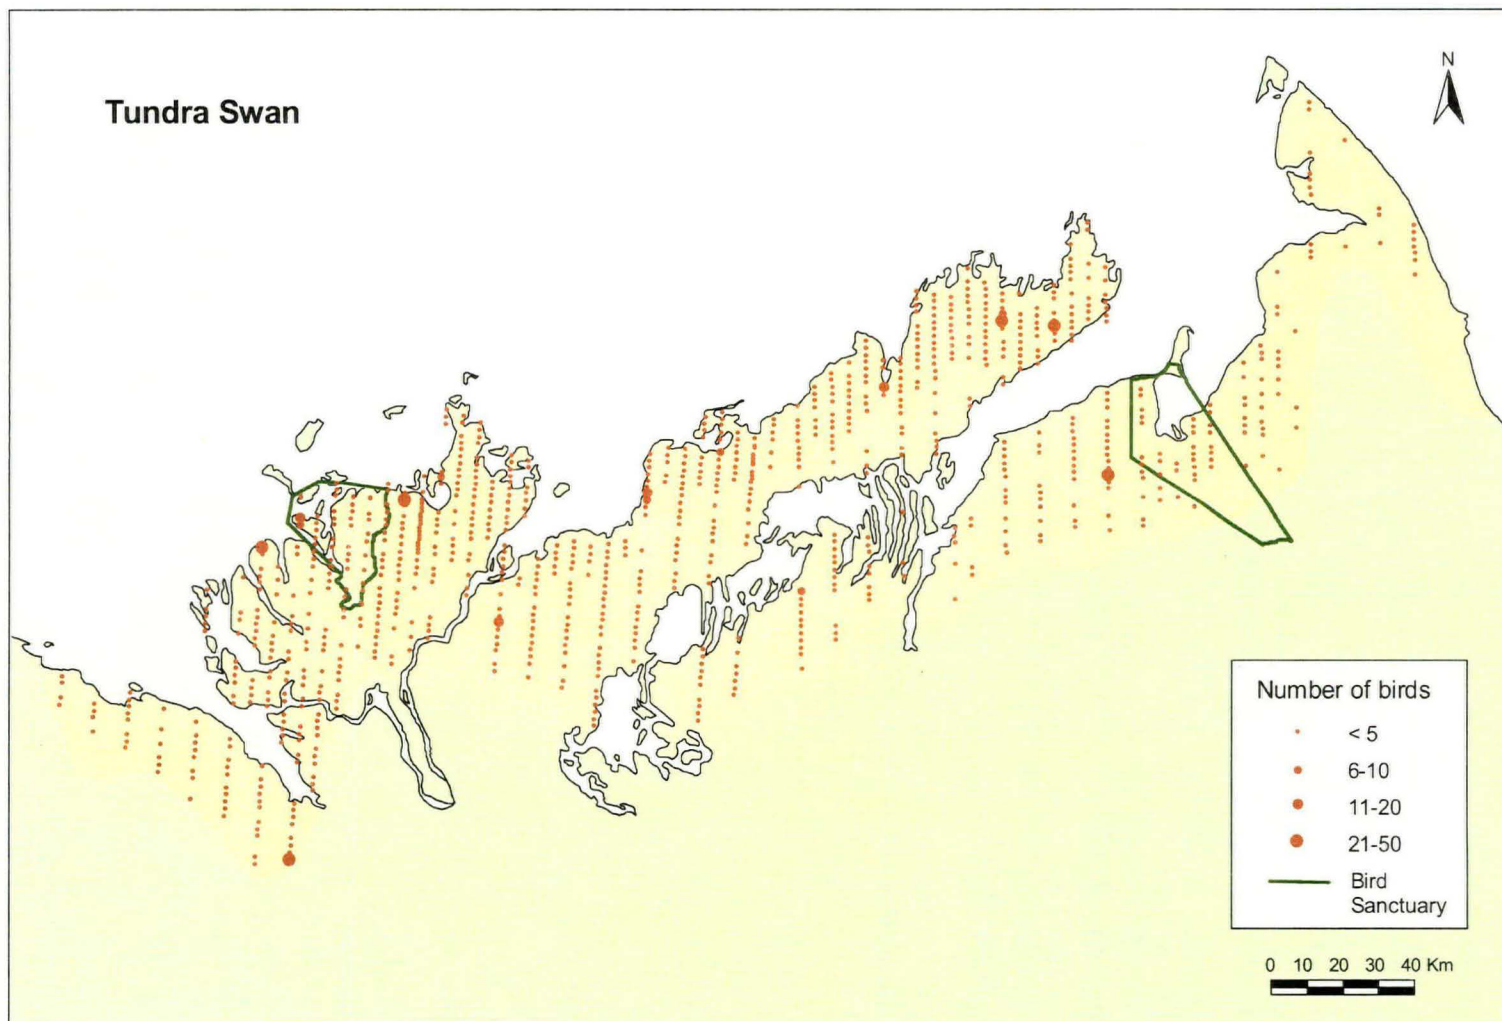 Tundra Swan
N
Number of birds
< 5
6-10
11-20
21-50
Bird
Sanctuary
0 10 20 30 40 Km